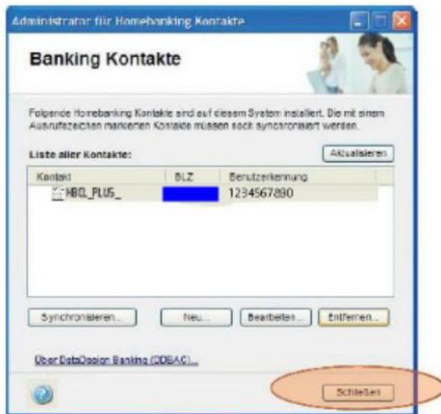 Administrator für Homebanking Kontakte
Banking Kontakte
Folgende Homebanking Kontakte sind auf diesem System installiert. Die mit einem
Ausrufezeichen markierten Kontakte müssen noch synchronisiert werden.
Liste aller Kontakte:
Aktualisieren
Kontakt BLZ Benutzerkennung
HBCI_PLUS_ 1234567890
Synchronisieren... Neu... Bearbeiten... Entfernen...
Über DataDesign Banking (DDBAC)...
Schließen